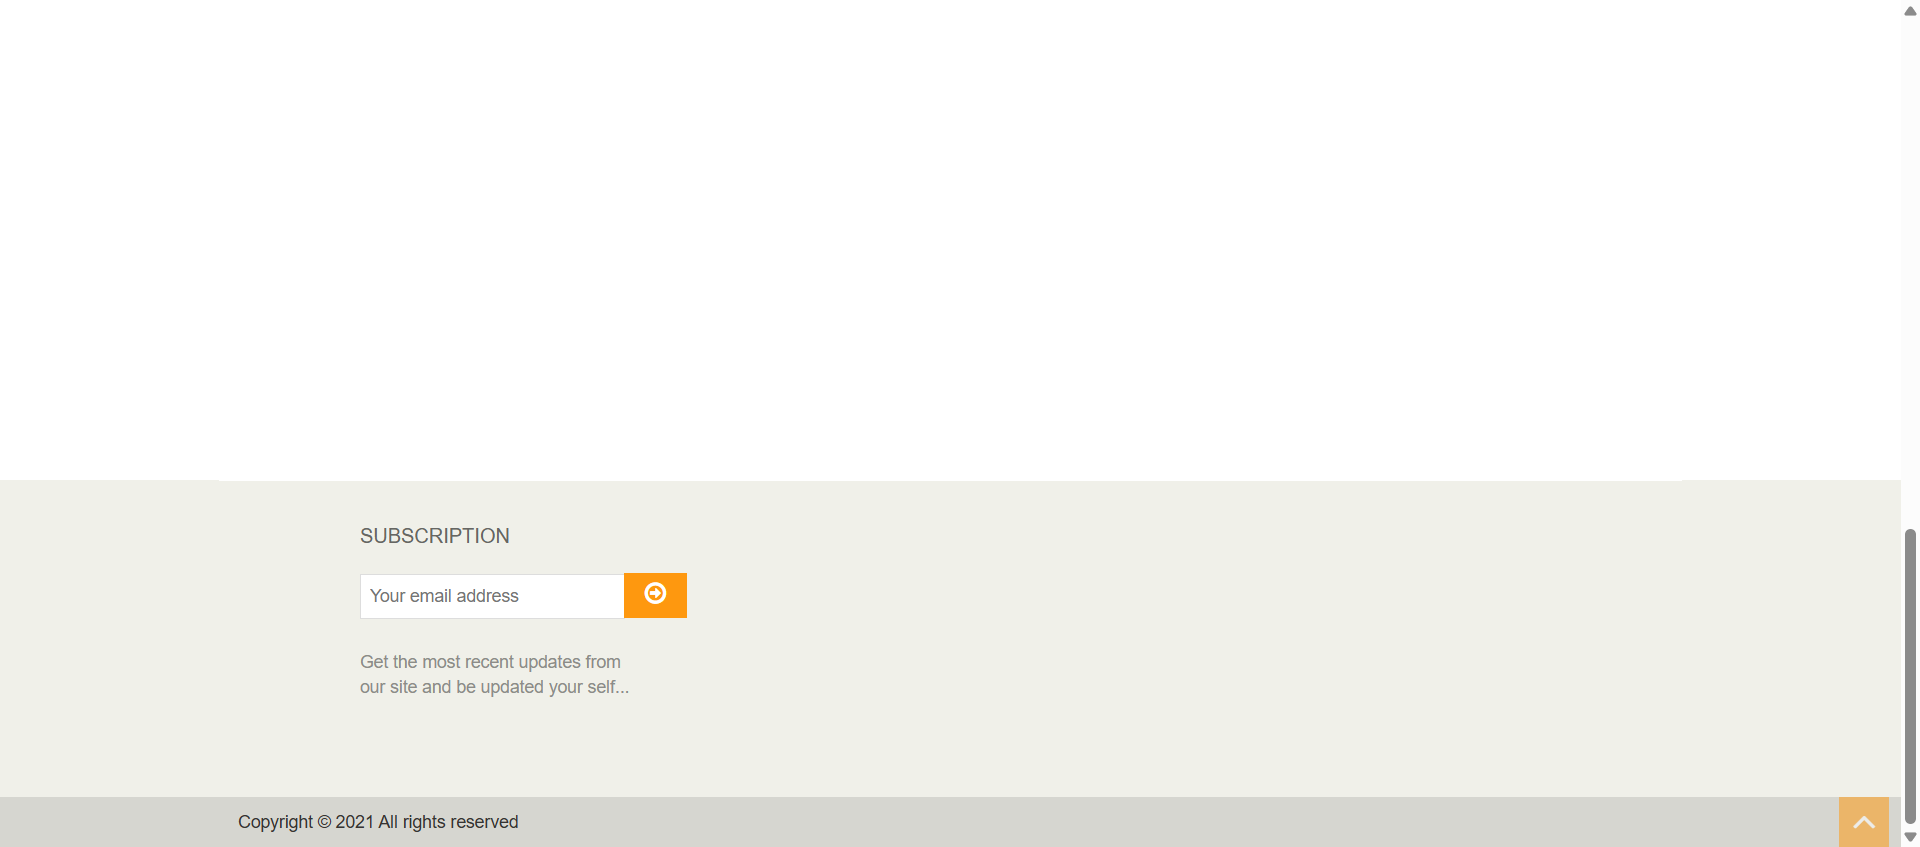 SUBSCRIPTION
Your email address
Get the most recent updates from
our site and be updated your self...
Copyright © 2021 All rights reserved